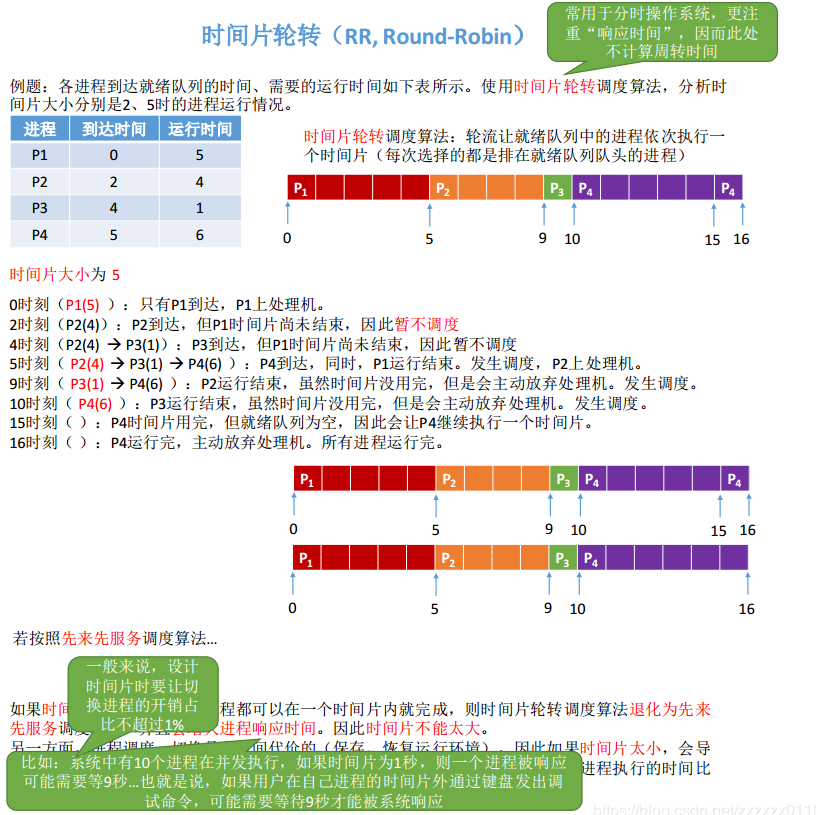 时间片轮转（RR, Round-Robin）
常用于分时操作系统，更注
重“响应时间”，因而此处
不计算周转时间
例题：各进程到达就绪队列的时间、需要的运行时间如下表所示。使用时间片轮转调度算法，分析时
间片大小分别是2、5时的进程运行情况。
进程 到达时间 运行时间
P1 0 5
P2 2 4
P3 4 1
P4 5 6
时间片轮转调度算法：轮流让就绪队列中的进程依次执行一
个时间片（每次选择的都是排在就绪队列队头的进程）
P1 P2 P3 P4 P4
0 5 9 10 15 16
时间片大小为 5
0时刻（P1(5) ）：只有P1到达，P1上处理机。
2时刻（P2(4)）：P2到达，但P1时间片尚未结束，因此暂不调度
4时刻（P2(4) → P3(1)）：P3到达，但P1时间片尚未结束，因此暂不调度
5时刻（ P2(4) → P3(1) → P4(6) ）：P4到达，同时，P1运行结束。发生调度，P2上处理机。
9时刻（ P3(1) → P4(6) ）：P2运行结束，虽然时间片没用完，但是会主动放弃处理机。发生调度。
10时刻（ P4(6) ）：P3运行结束，虽然时间片没用完，但是会主动放弃处理机。发生调度。
15时刻（ ）：P4时间片用完，但就绪队列为空，因此会让P4继续执行一个时间片。
16时刻（ ）：P4运行完，主动放弃处理机。所有进程运行完。
P1 P2 P3 P4 P4
0 5 9 10 15 16
P1 P2 P3 P4
0 5 9 10 16
若按照先来先服务调度算法…
一般来说，设计
时间片时要让切
换进程的开销占
比不超过1%
如果时间 程都可以在一个时间片内就完成，则时间片轮转调度算法退化为先来
先服务调度 进程响应时间。因此时间片不能太大。
另一方面，进程调度、切换是 间代价的（保存、恢复运行环境），因此如果时间片太小，会导
进程执行的时间比
比如：系统中有10个进程在并发执行，如果时间片为1秒，则一个进程被响应
可能需要等9秒…也就是说，如果用户在自己进程的时间片外通过键盘发出调
试命令，可能需要等待9秒才能被系统响应